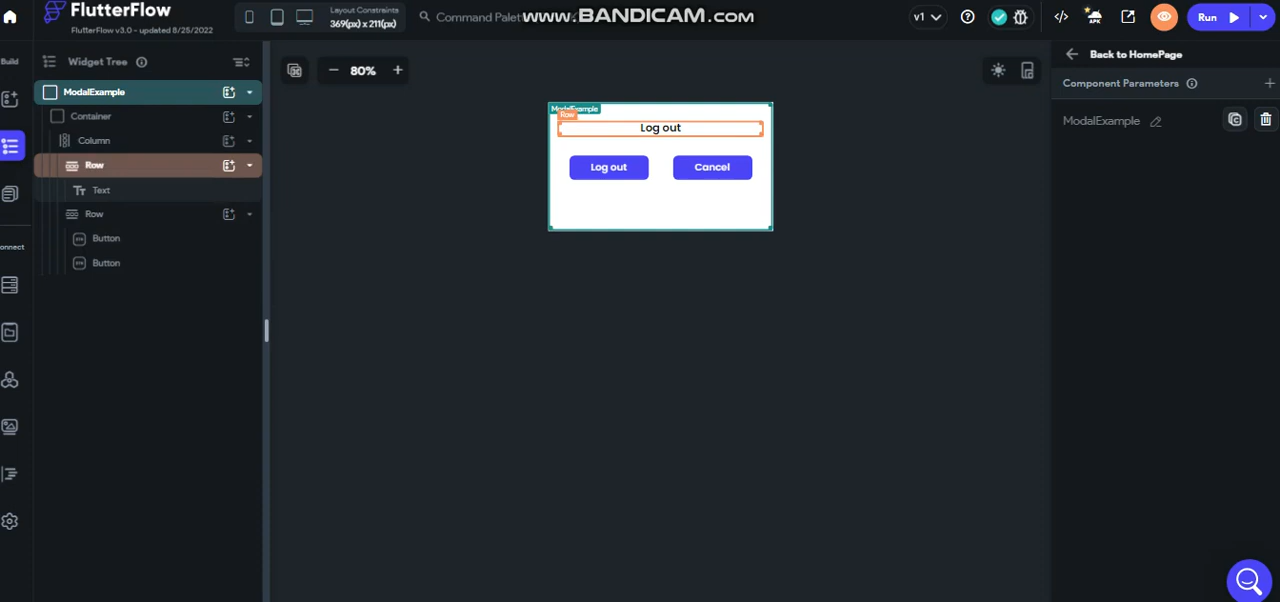 FlutterFlow
FlutterFlow v3.0 - updated 8/25/2022
Layout Constraints
369(px) x 211(px)
Command Palet
www.BANDICAM.com
v1
APK
Run
Build
Widget Tree
80%
Back to HomePage
ModalExample
Component Parameters
Container
ModalExample
Row
Log out
ModalExample
Column
Row
Log out
Cancel
Text
Row
Button
onnect
Button